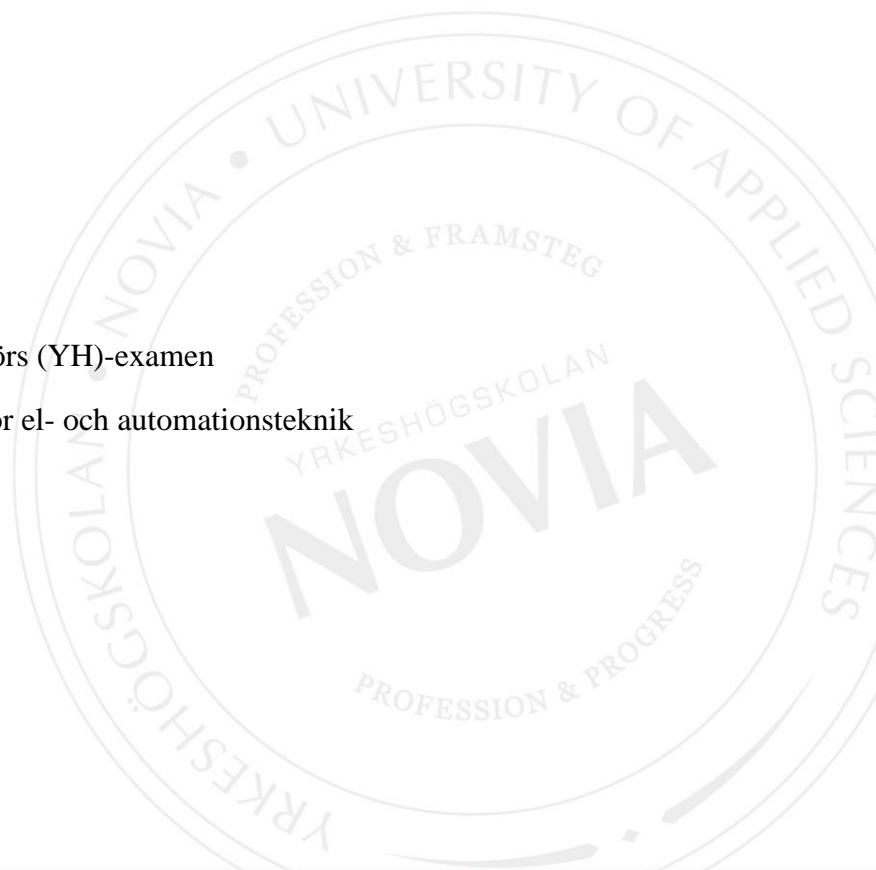 örs (YH)-examen
or el- och automationsteknik
YRKESHÖGSKOLAN • NOVIA • UNIVERSITY OF APPLIED SCIENCES
PROFESSION & FRAMSTEG
YRKESHÖGSKOLAN
NOVIA
PROFESSION & PROGRESS